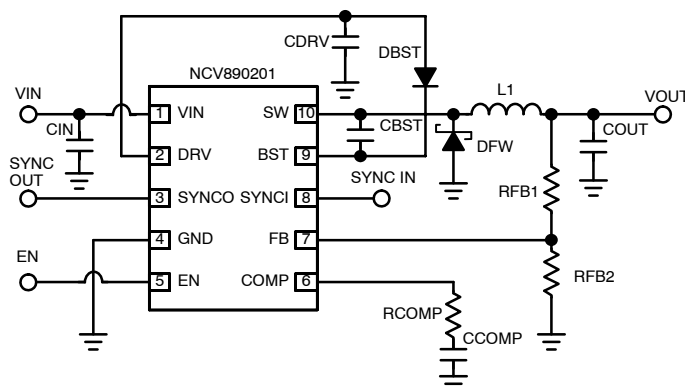 CDRV
DBST
NCV890201
L1
VIN
VOUT
1 VIN
SW 10
CIN
CBST
COUT
2 DRV
BST 9
DFW
SYNC
OUT
SYNC IN
3 SYNCO
SYNCI 8
RFB1
4 GND
FB 7
EN
5 EN
COMP 6
RFB2
RCOMP
CCOMP